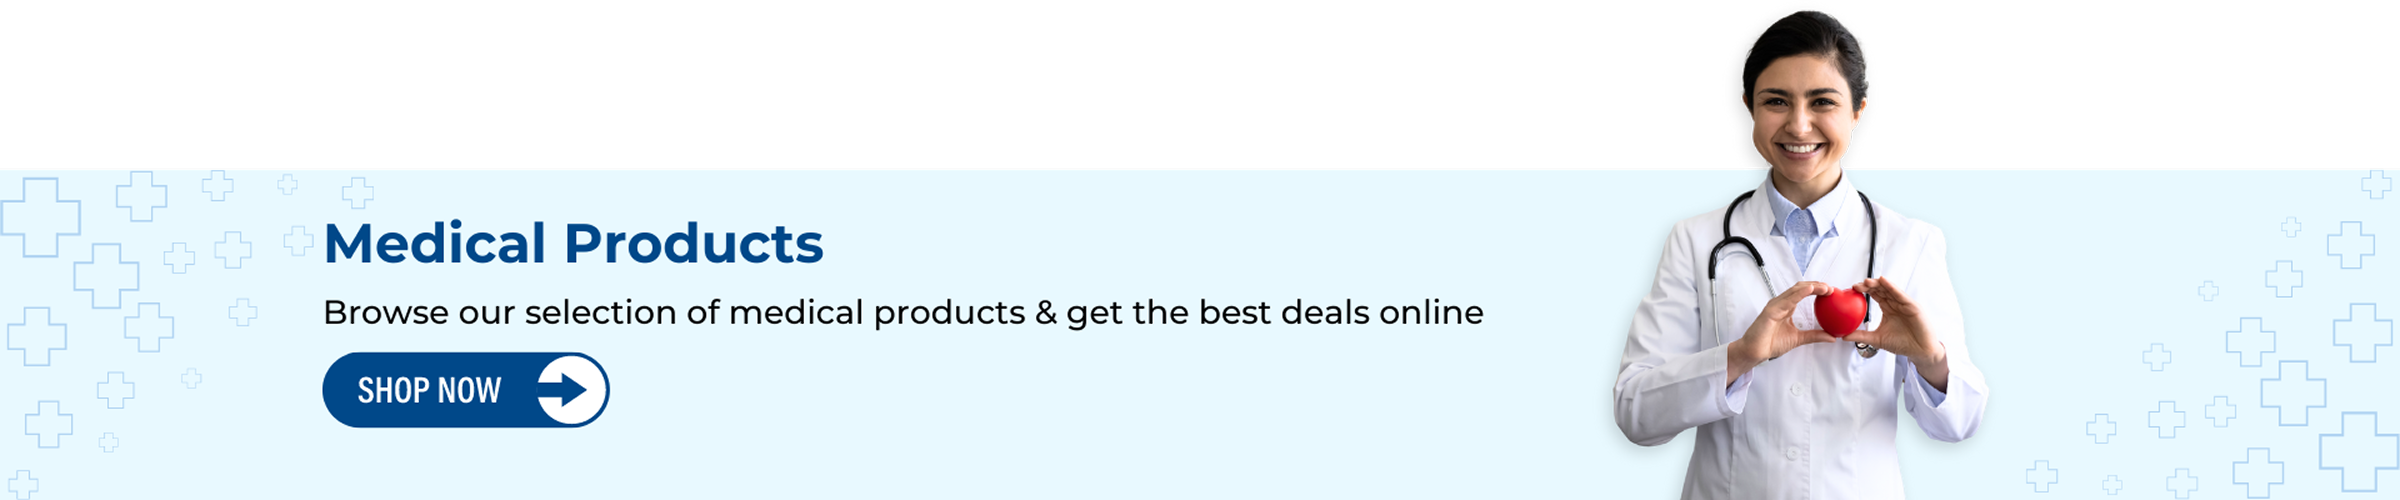 Medical Products
Browse our selection of medical products & get the best deals online
SHOP NOW